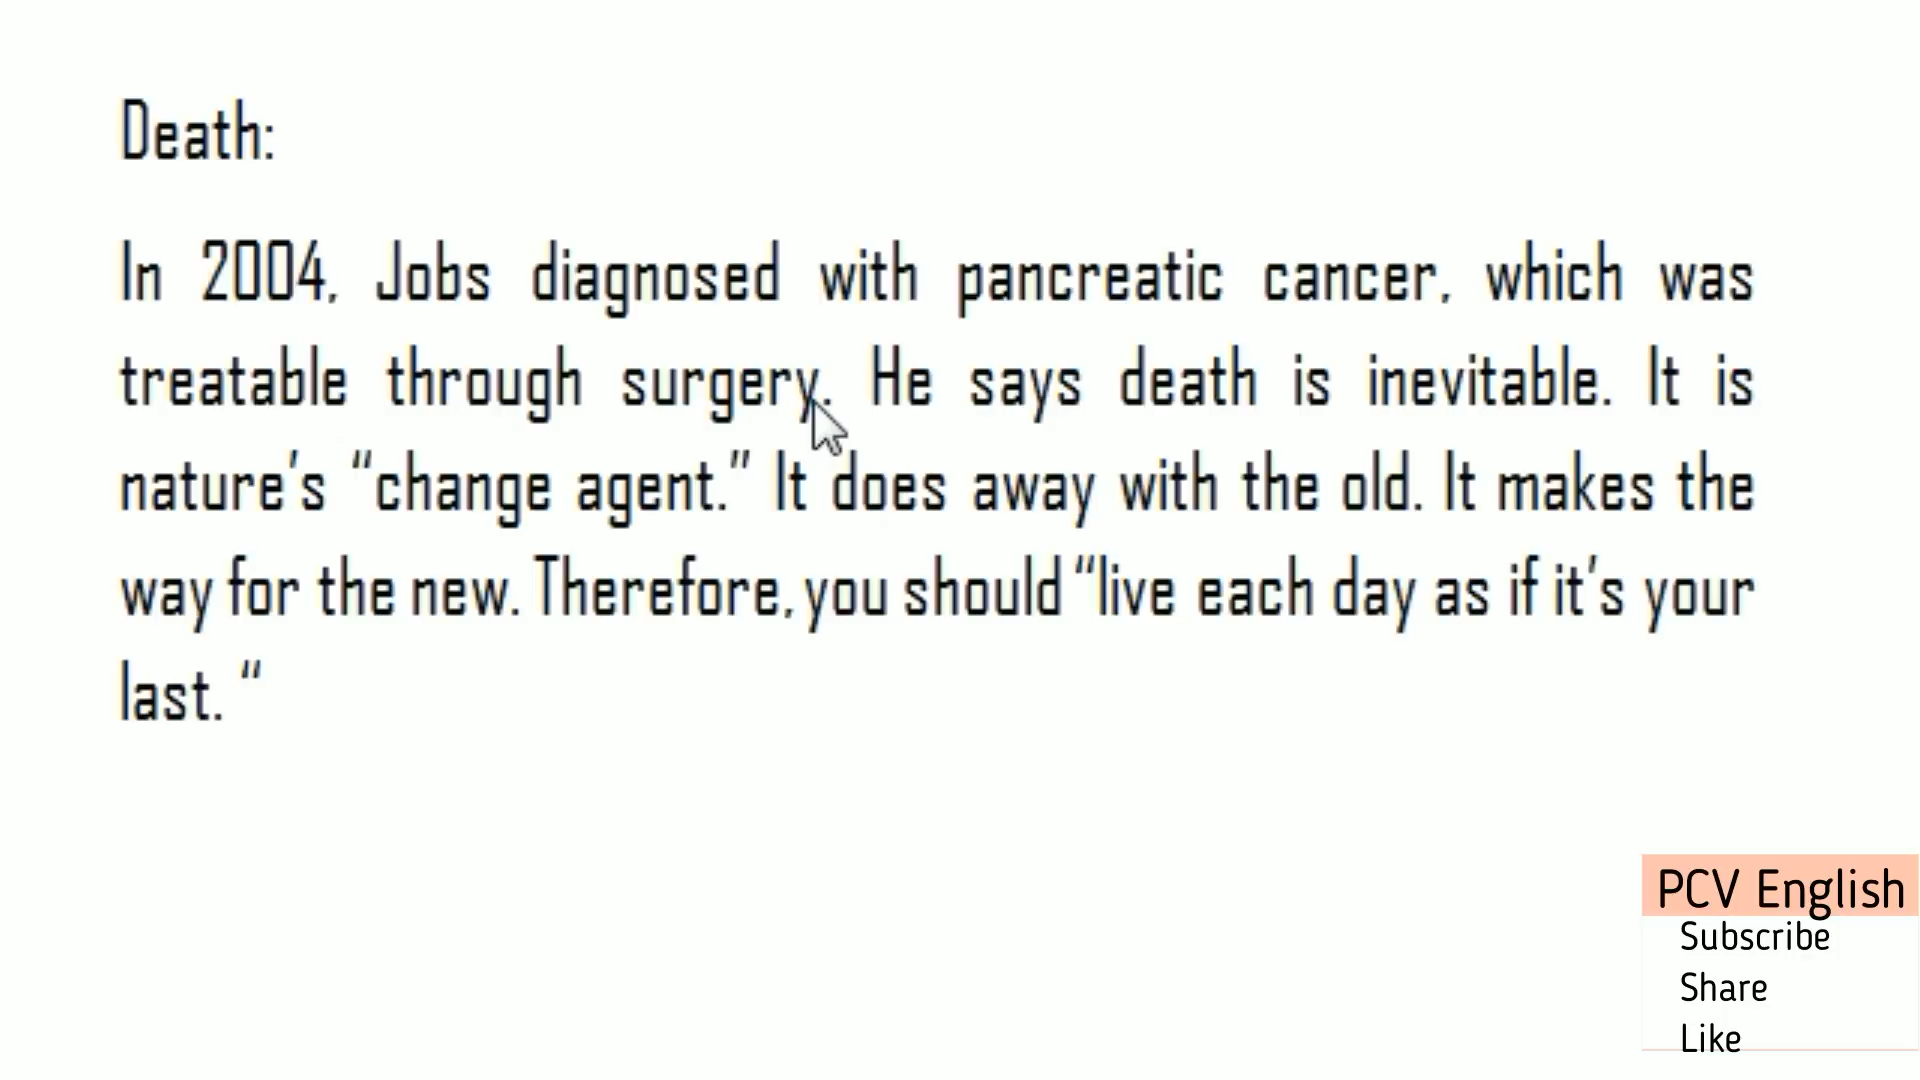 Death:
In 2004, Jobs diagnosed with pancreatic cancer, which was
treatable through surgery. He says death is inevitable. It is
nature's “change agent.” It does away with the old. It makes the
way for the new. Therefore, you should “live each day as if it's your
last. “
PCV English
Subscribe
Share
Like